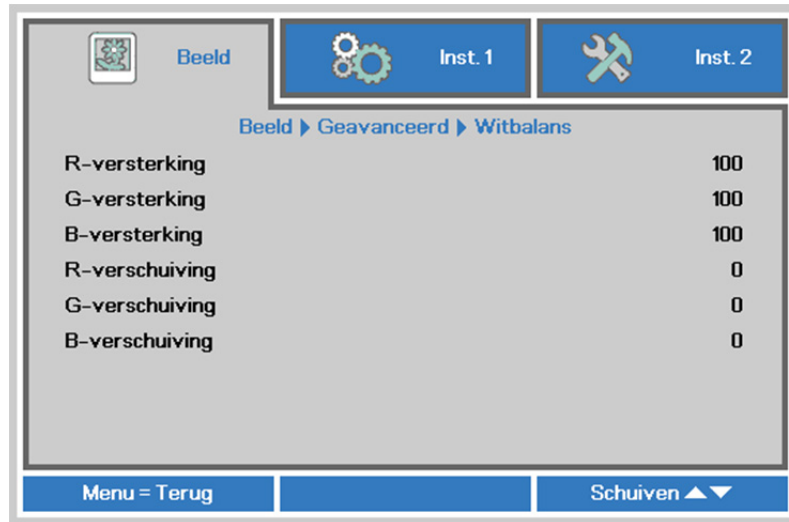 Beeld Inst. 1 Inst. 2
Beeld ▶ Geavanceerd ▶ Witbalans
R-versterking 100
G-versterking 100
B-versterking 100
R-verschuiving 0
G-verschuiving 0
B-verschuiving 0
Menu = Terug Schuiven ▲▼